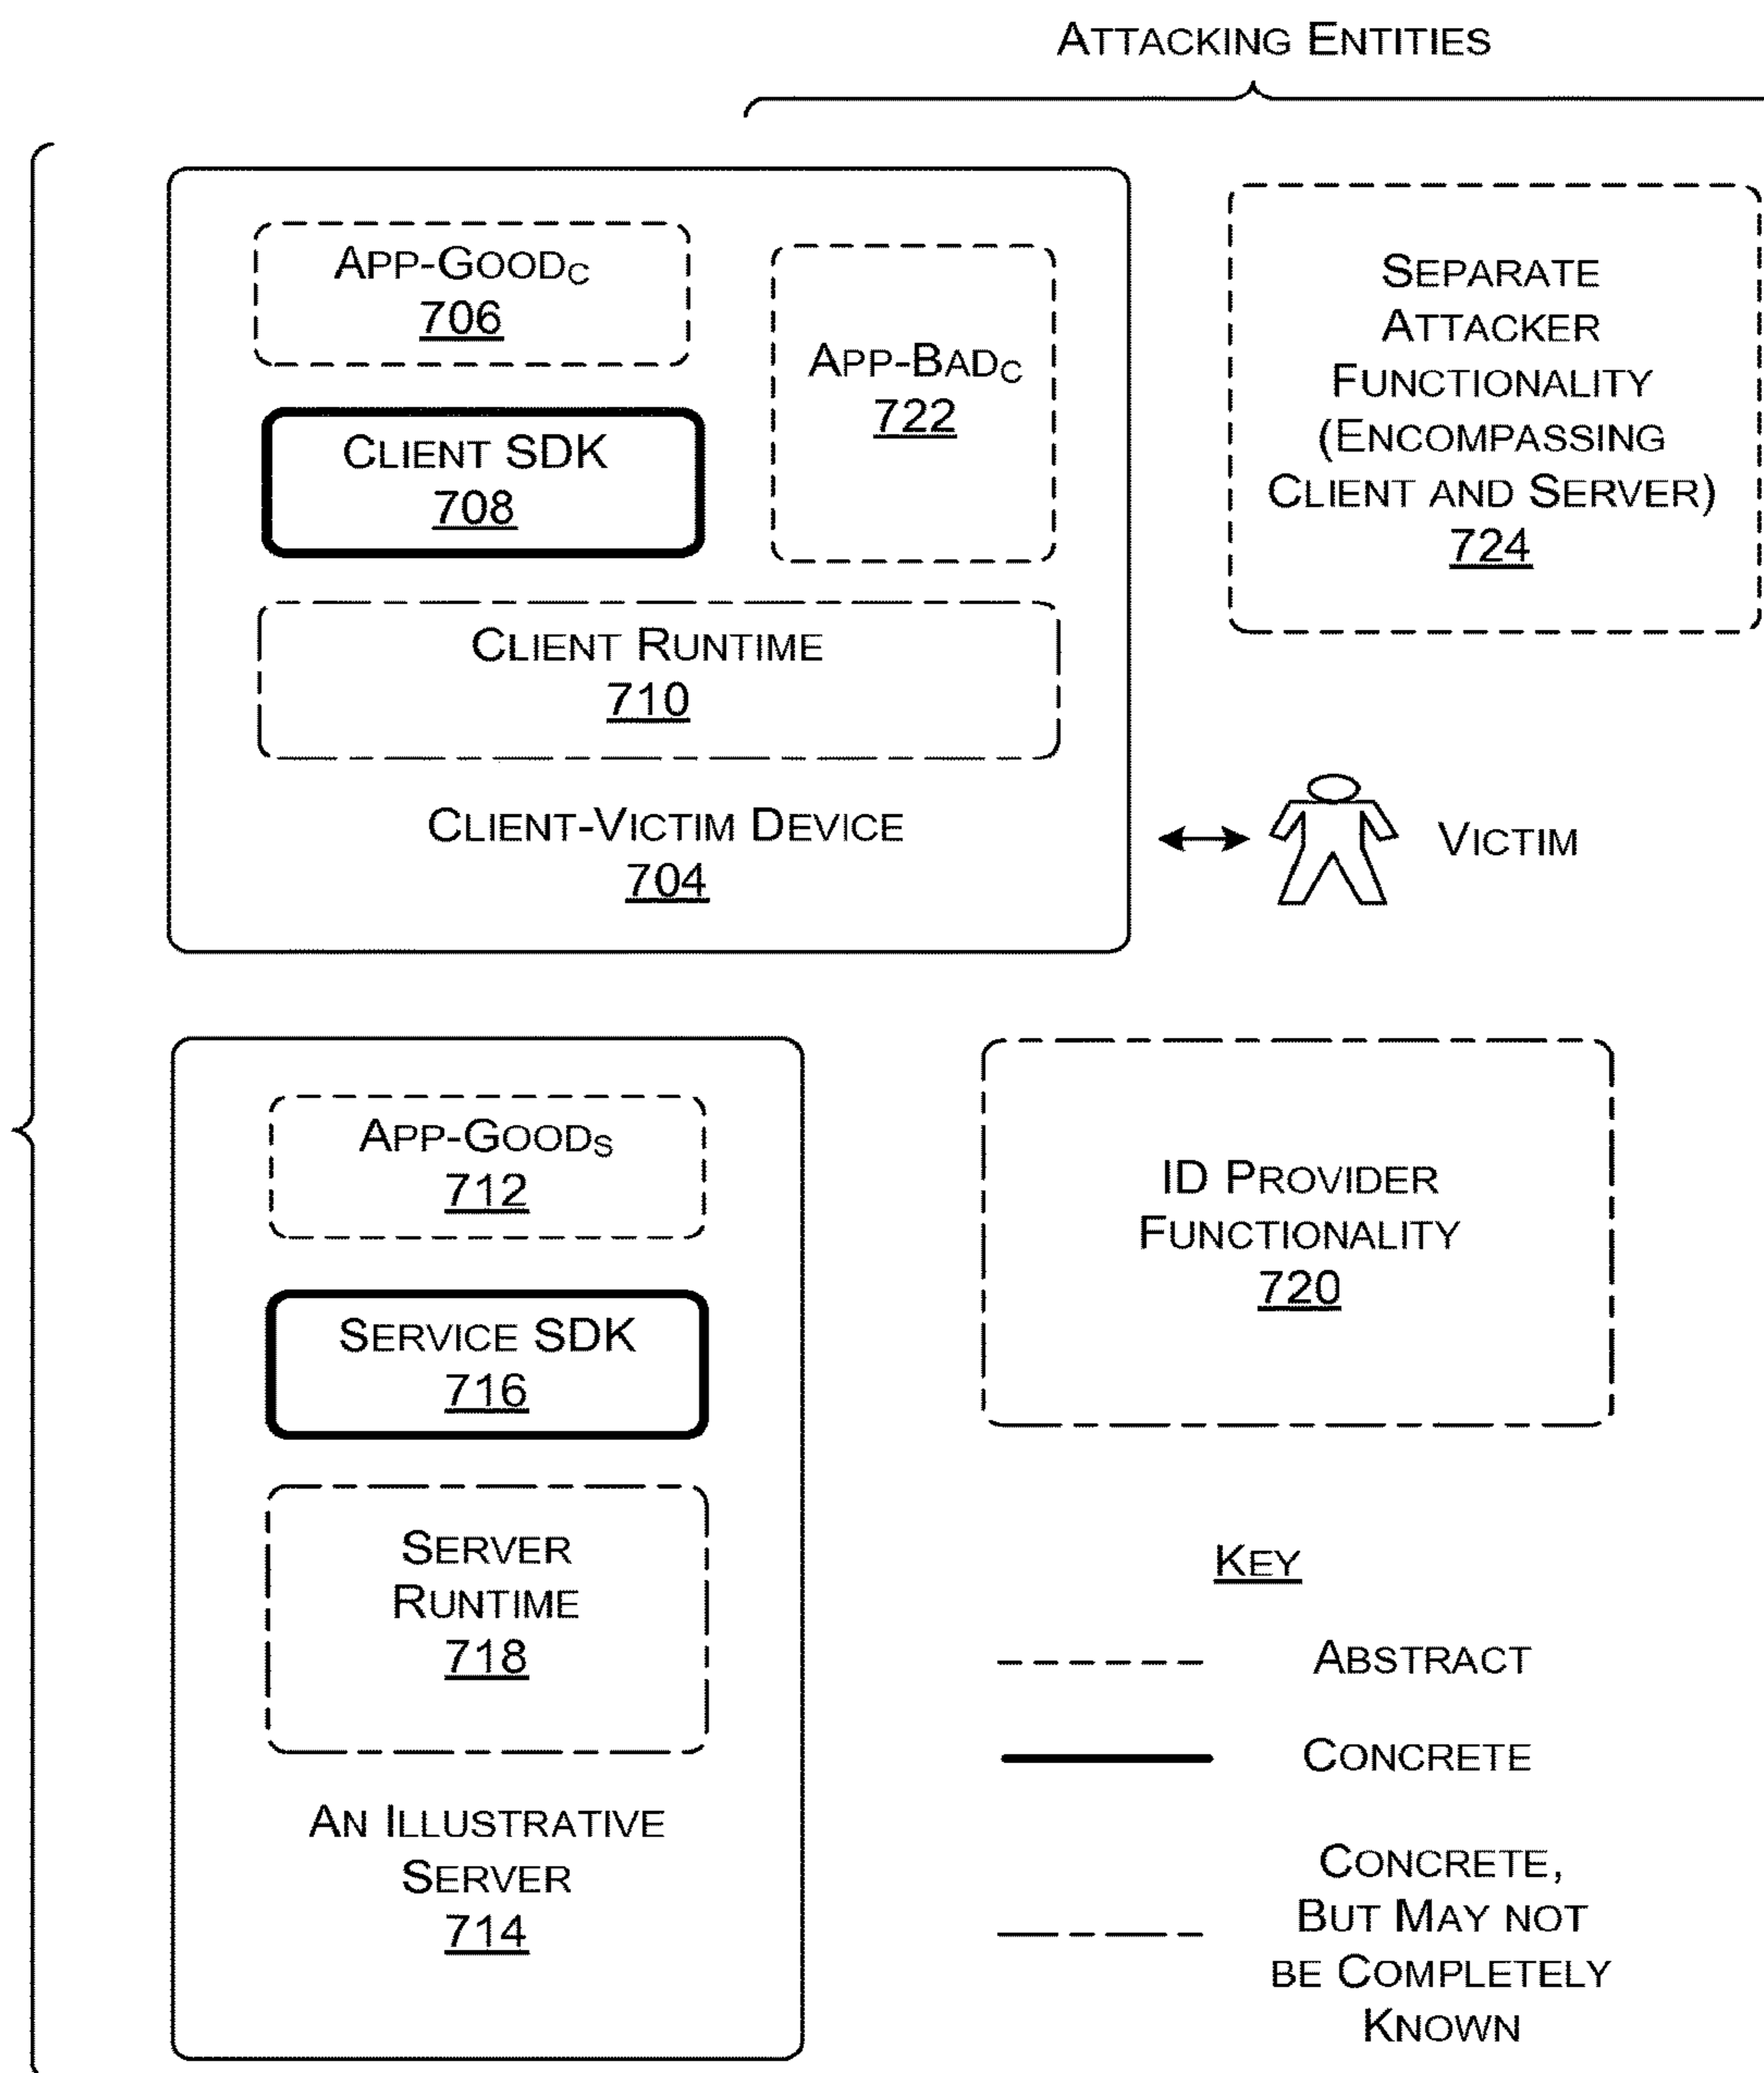 ATTACKING ENTITIES
APP-GOODC
706
CLIENT SDK
708
APP-BADC
722
CLIENT RUNTIME
710
CLIENT-VICTIM DEVICE
704
SEPARATE
ATTACKER
FUNCTIONALITY
(ENCOMPASSING
CLIENT AND SERVER)
724
VICTIM
APP-GOODS
712
SERVICE SDK
716
SERVER
RUNTIME
718
AN ILLUSTRATIVE
SERVER
714
ID PROVIDER
FUNCTIONALITY
720
KEY
ABSTRACT
CONCRETE
CONCRETE,
BUT MAY NOT
BE COMPLETELY
KNOWN